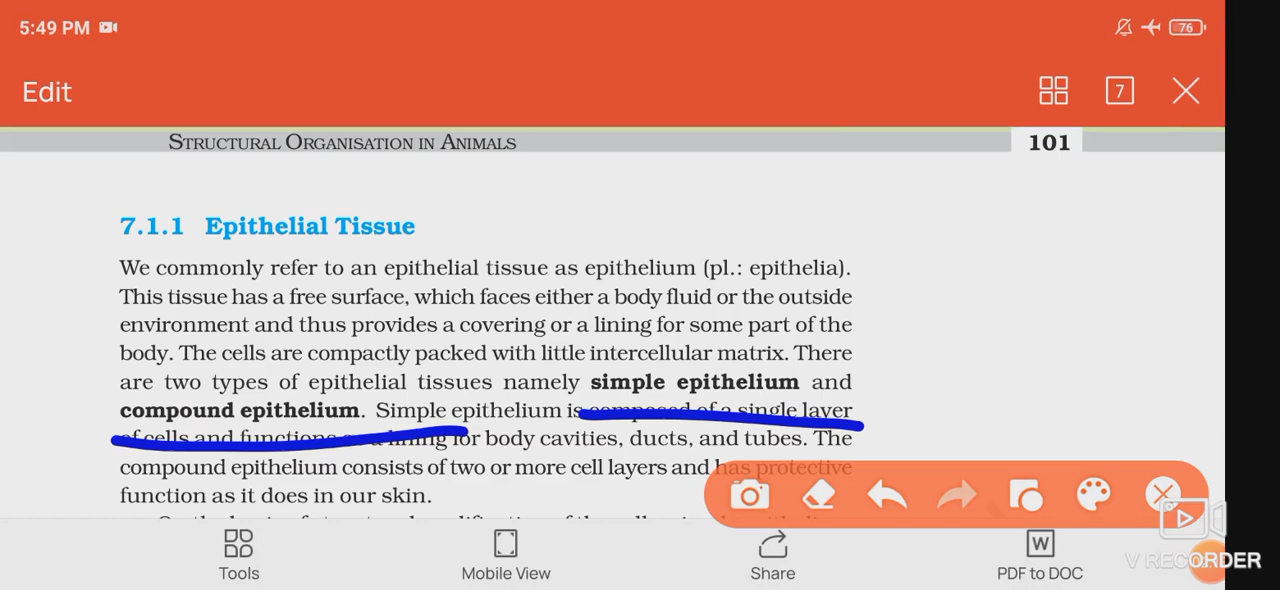 5:49 PM
76
Edit
7
STRUCTURAL ORGANISATION IN ANIMALS
101
7.1.1 Epithelial Tissue
We commonly refer to an epithelial tissue as epithelium (pl.: epithelia).
This tissue has a free surface, which faces either a body fluid or the outside
environment and thus provides a covering or a lining for some part of the
body. The cells are compactly packed with little intercellular matrix. There
are two types of epithelial tissues namely simple epithelium and
compound epithelium. Simple epithelium is composed of a single layer
of cells and functions as a lining for body cavities, ducts, and tubes. The
compound epithelium consists of two or more cell layers and has protective
function as it does in our skin.
Tools
Mobile View
Share
W
PDF to DOC
V RECORDER